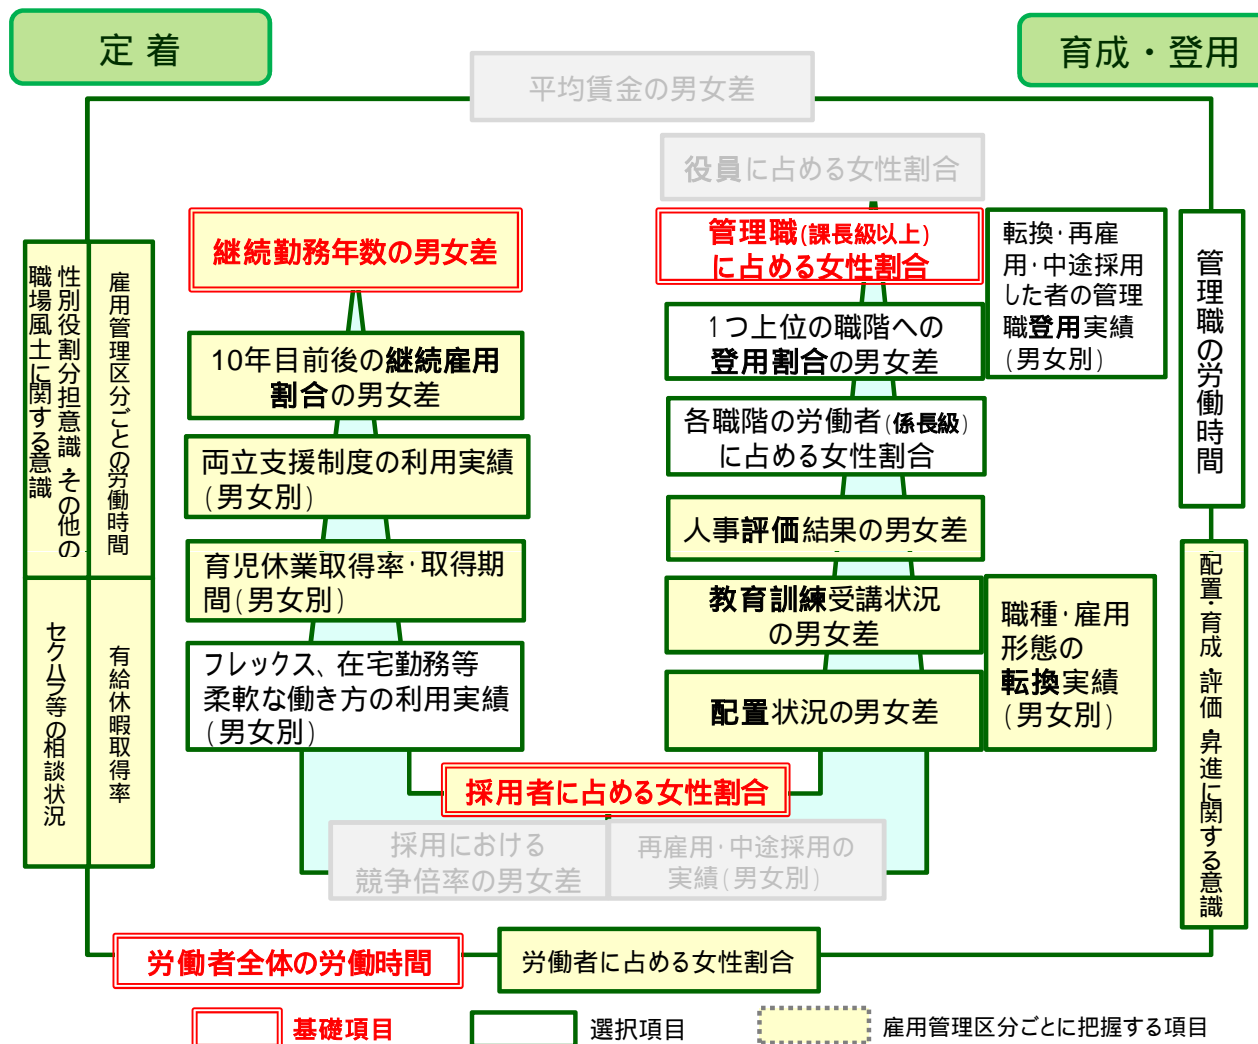 定 着
育成・登用
平均賃金の男女差
役員に占める女性割合
継続勤務年数の男女差
管理職(課長級以上)
に占める女性割合
転換・再雇
用・中途採用
した者の管理
職登用実績
(男女別)
1つ上位の職階への
登用割合の男女差
10年目前後の継続雇用
割合の男女差
各職階の労働者(係長級)
に占める女性割合
両立支援制度の利用実績
(男女別)
人事評価結果の男女差
育児休業取得率・取得期
間(男女別)
教育訓練受講状況
の男女差
職種・雇用
形態の
転換実績
(男女別)
フレックス、在宅勤務等
柔軟な働き方の利用実績
(男女別)
配置状況の男女差
採用者に占める女性割合
採用における
競争倍率の男女差
再雇用・中途採用の
実績(男女別)
性別役割分担意識・その他の
職場風土に関する意識
雇用管理区分ごとの労働時間
セクハラ等の相談状況
有給休暇取得率
管理職の労働時間
配置・育成・評価・昇進に関する意識
労働者全体の労働時間
労働者に占める女性割合
基礎項目
選択項目
雇用管理区分ごとに把握する項目